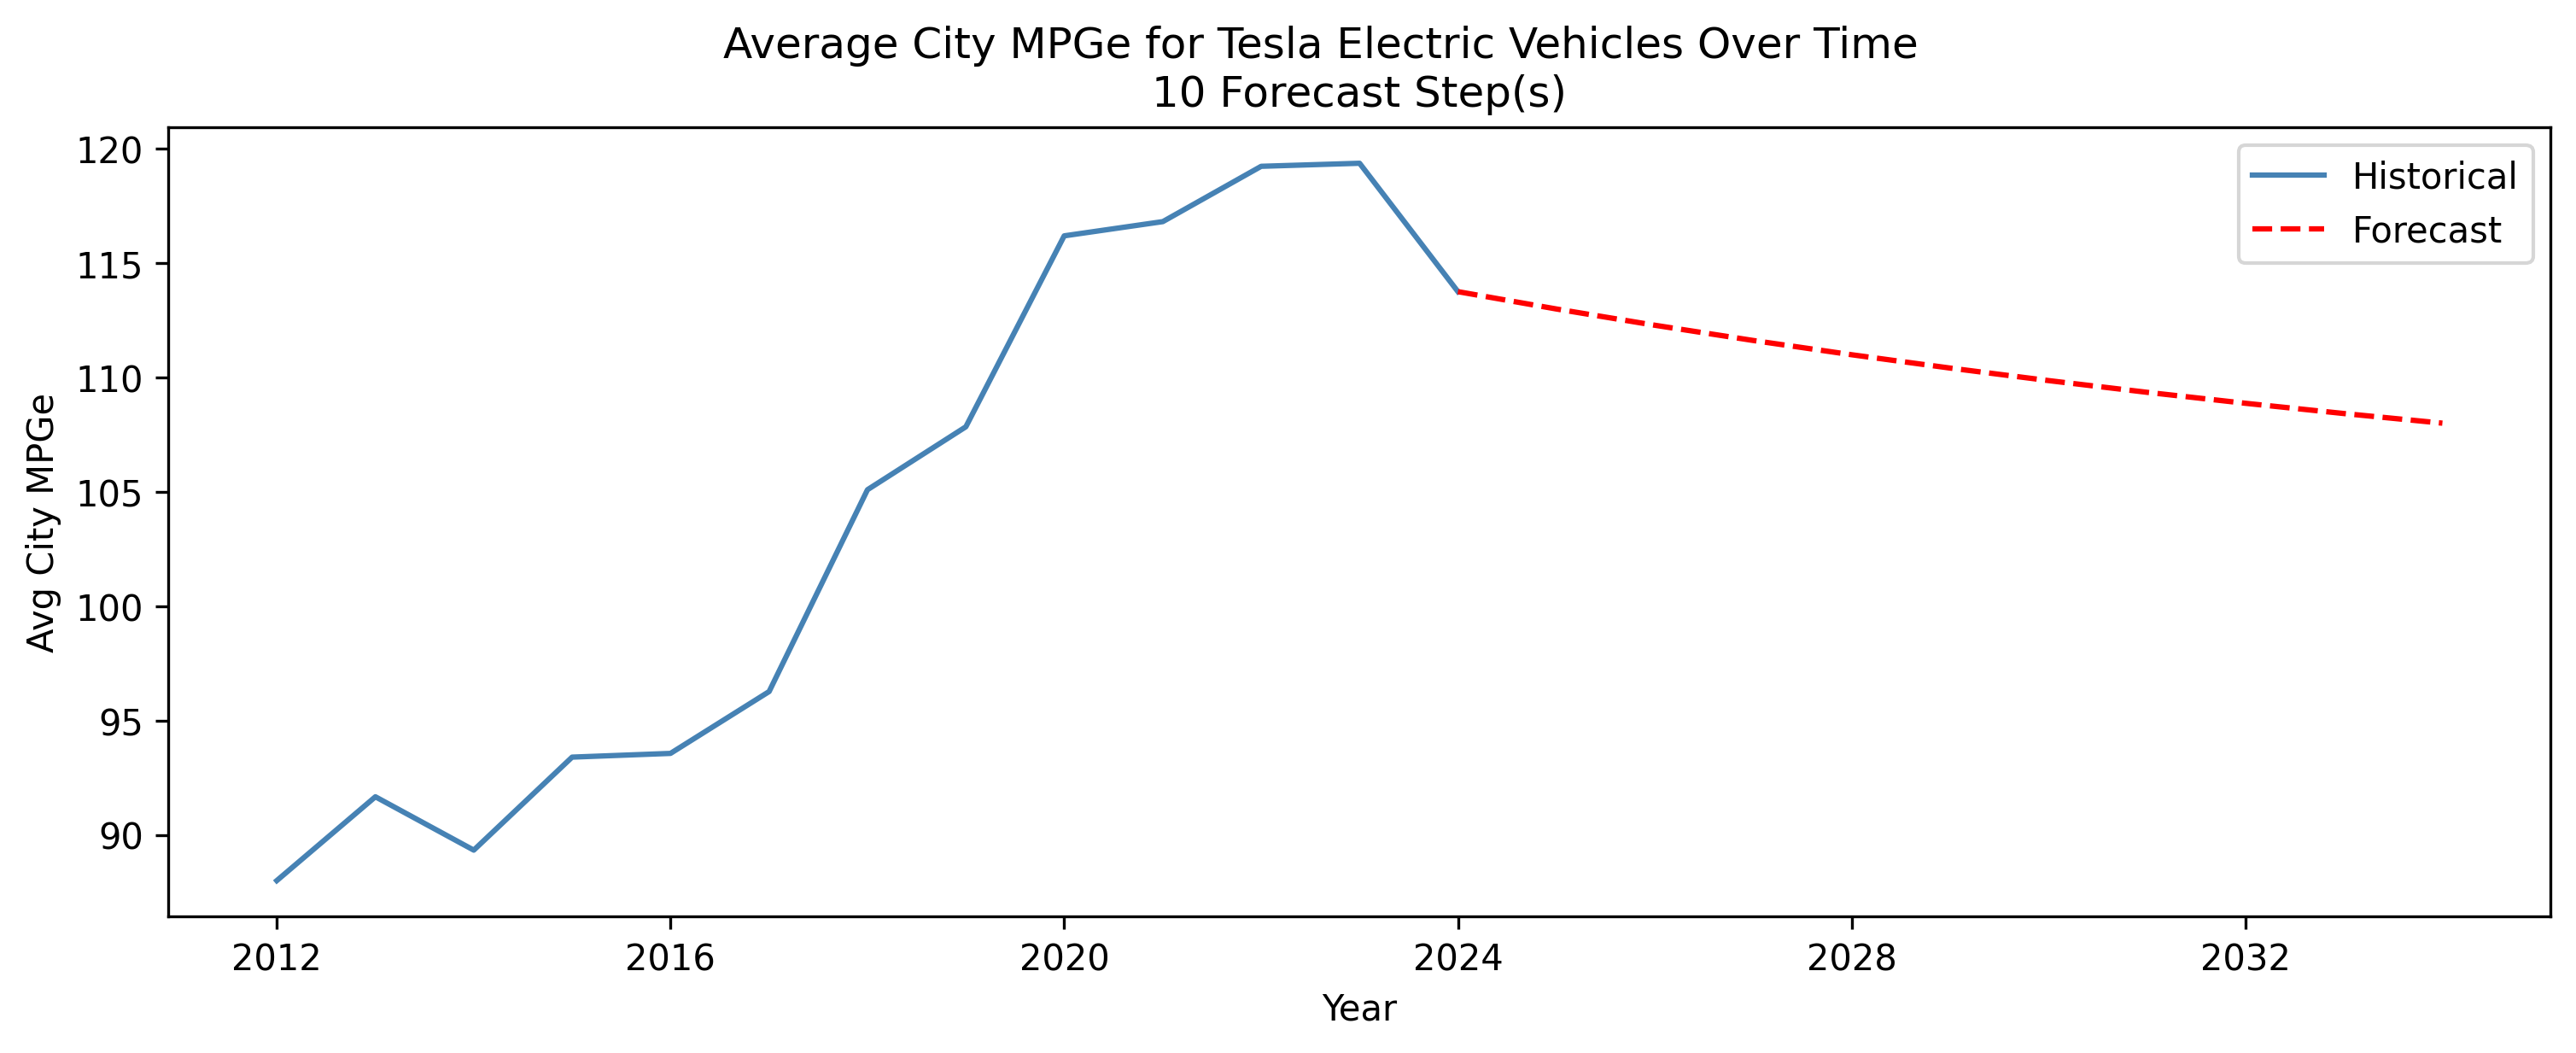 Average City MPGe for Tesla Electric Vehicles Over Time
10 Forecast Step(s)
Historical
Forecast
Avg City MPGe
120
115
110
105
100
95
90
2012
2016
2020
2024
2028
2032
Year